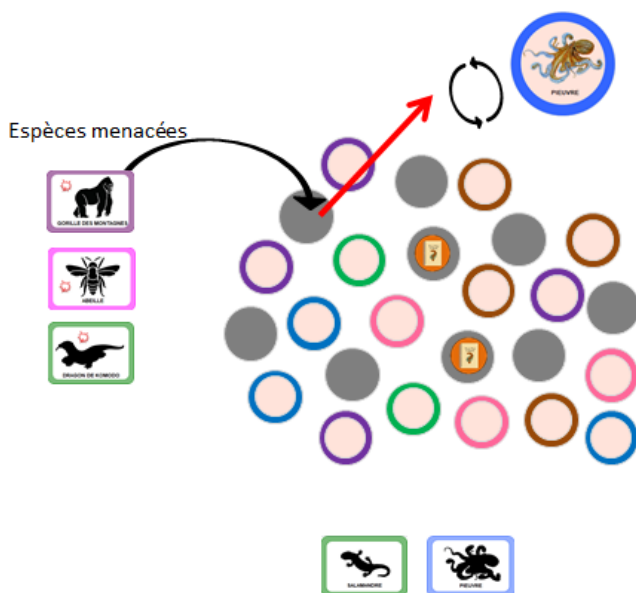 PIEUVRE
Espèces menacées
GORILLE DES MONTAGNES
ABEILLE
DRAGON DE KOMODO
SALAMANDRE
PIEUVRE